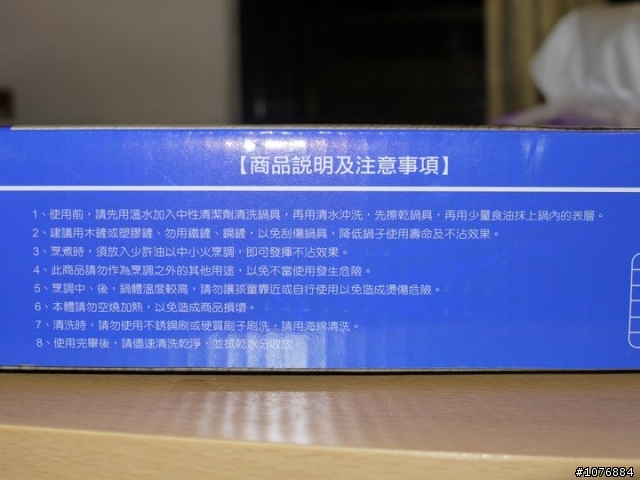 【商品說明及注意事項】
1、使用前，請先用溫水加入中性清潔劑清洗鍋具，再用清水沖洗，先擦乾鍋具，再用少量食油抹上鍋內的表層。
2、建議用木鏟或塑膠鏟、勿用鐵鏟、鋼鏟，以免刮傷鍋具，降低鍋子使用壽命及不沾效果。
3、烹煮時，須放入少許油以中小火烹調，即可發揮不沾效果。
4、此商品請勿作為烹調之外的其他用途，以免不當使用發生危險。
5、烹調中、後，鍋體溫度較高，請勿讓孩童靠近或自行使用以免造成燙傷危險。
6、本體請勿空燒加熱，以免造成商品損壞。
7、清洗時，請勿使用不銹鋼刷或硬質刷子刷洗，請用海綿清洗。
8、使用完畢後，請儘速清洗乾淨，並拭乾水分收放。
#1076884